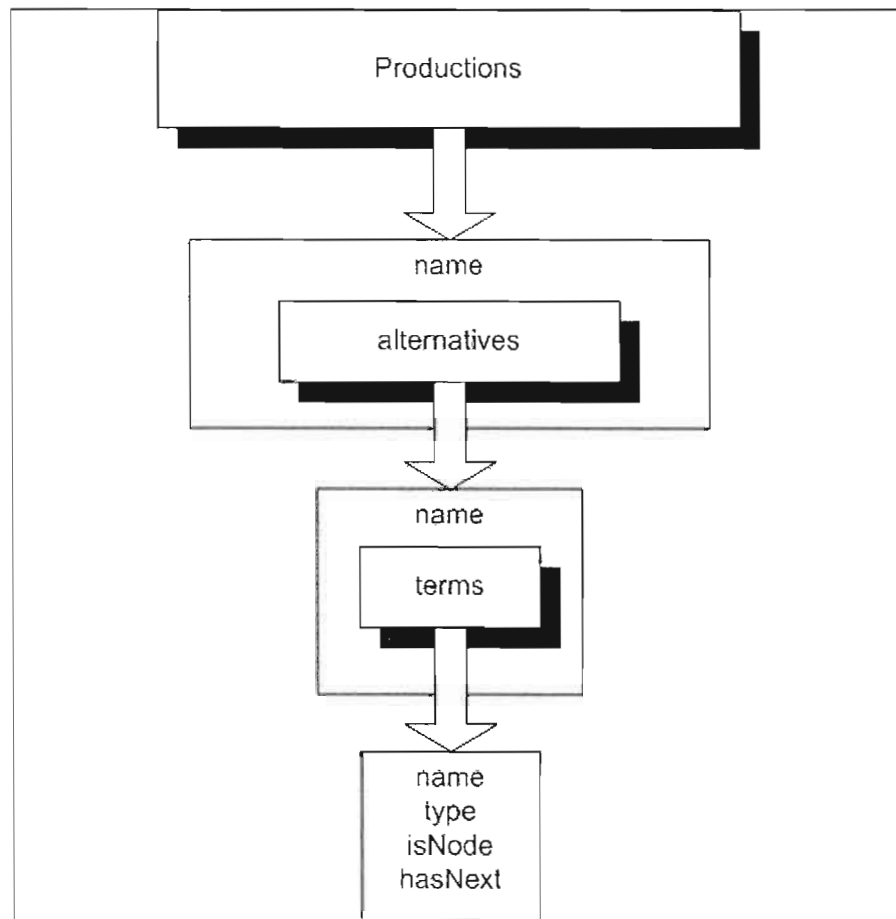 Productions
name
alternatives
name
terms
name
type
isNode
hasNext